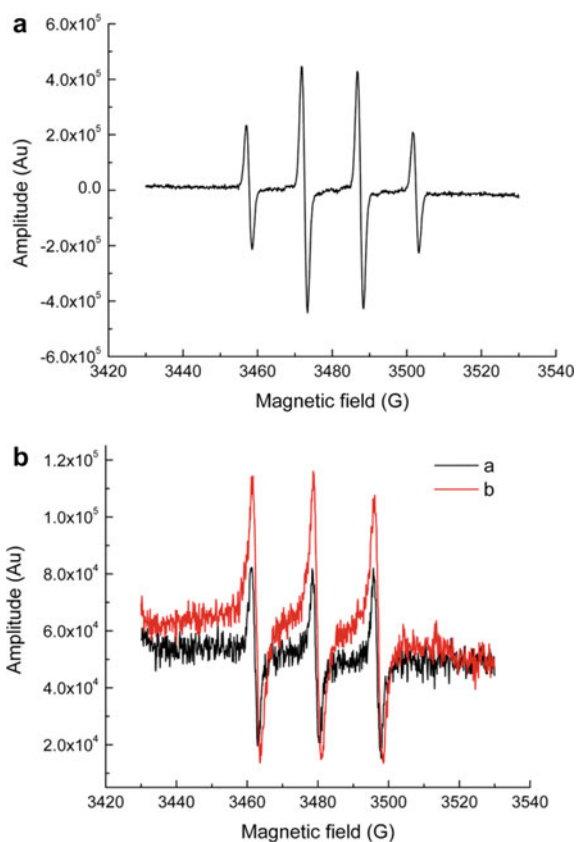 a
6.0x10⁵
4.0x10⁵
2.0x10⁵
0.0
-2.0x10⁵
-4.0x10⁵
-6.0x10⁵
Amplitude (Au)
3420 3440 3460 3480 3500 3520 3540
Magnetic field (G)
b
1.2x10⁵
1.0x10⁵
8.0x10⁴
6.0x10⁴
4.0x10⁴
2.0x10⁴
Amplitude (Au)
a
b
3420 3440 3460 3480 3500 3520 3540
Magnetic field (G)